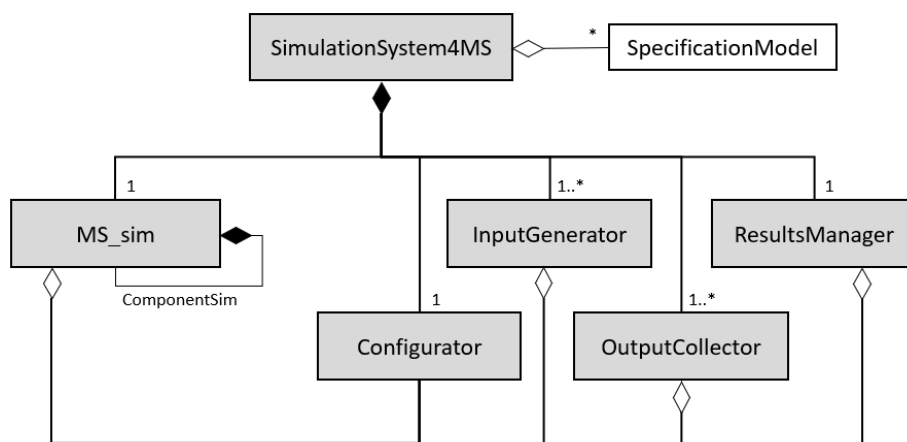 SimulationSystem4MS
*
SpecificationModel
1
1..*
1
MS_sim
InputGenerator
ResultsManager
ComponentSim
1
1..*
Configurator
OutputCollector